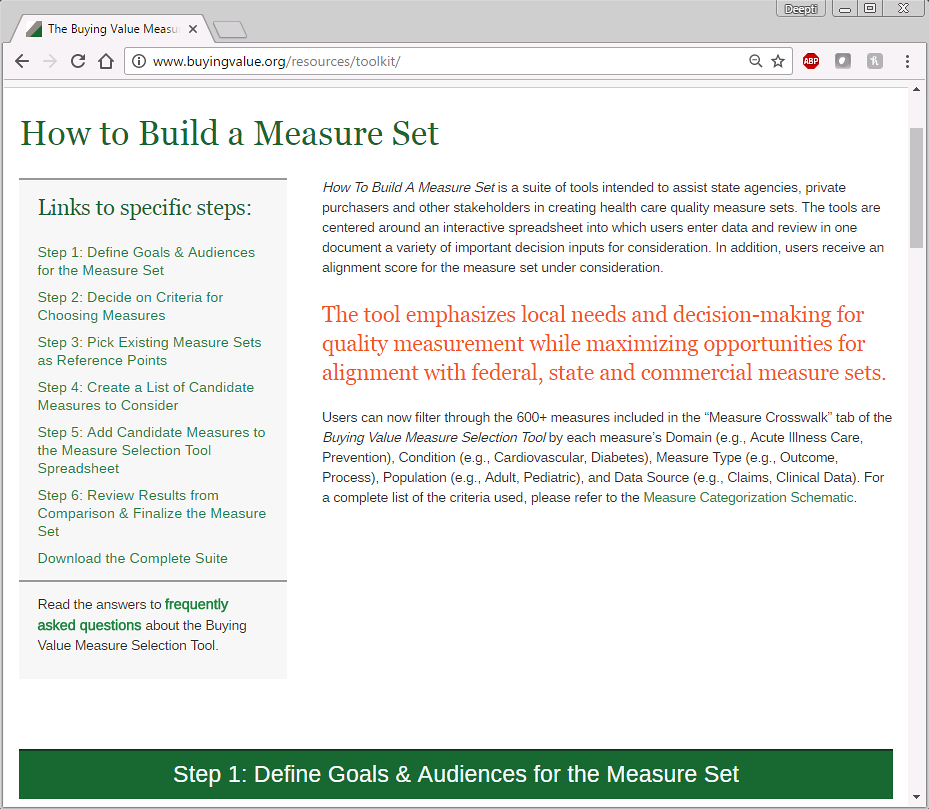 Deepti
The Buying Value Measu
www.buyingvalue.org/resources/toolkit/
ABP
How to Build a Measure Set
Links to specific steps:
Step 1: Define Goals & Audiences
for the Measure Set
Step 2: Decide on Criteria for
Choosing Measures
Step 3: Pick Existing Measure Sets
as Reference Points
Step 4: Create a List of Candidate
Measures to Consider
Step 5: Add Candidate Measures to
the Measure Selection Tool
Spreadsheet
Step 6: Review Results from
Comparison & Finalize the Measure
Set
Download the Complete Suite
Read the answers to frequently
asked questions about the Buying
Value Measure Selection Tool.
How To Build A Measure Set is a suite of tools intended to assist state agencies, private
purchasers and other stakeholders in creating health care quality measure sets. The tools are
centered around an interactive spreadsheet into which users enter data and review in one
document a variety of important decision inputs for consideration. In addition, users receive an
alignment score for the measure set under consideration.
The tool emphasizes local needs and decision-making for
quality measurement while maximizing opportunities for
alignment with federal, state and commercial measure sets.
Users can now filter through the 600+ measures included in the “Measure Crosswalk” tab of the
Buying Value Measure Selection Tool by each measure’s Domain (e.g., Acute Illness Care,
Prevention), Condition (e.g., Cardiovascular, Diabetes), Measure Type (e.g., Outcome,
Process), Population (e.g., Adult, Pediatric), and Data Source (e.g., Claims, Clinical Data). For
a complete list of the criteria used, please refer to the Measure Categorization Schematic.
Step 1: Define Goals & Audiences for the Measure Set